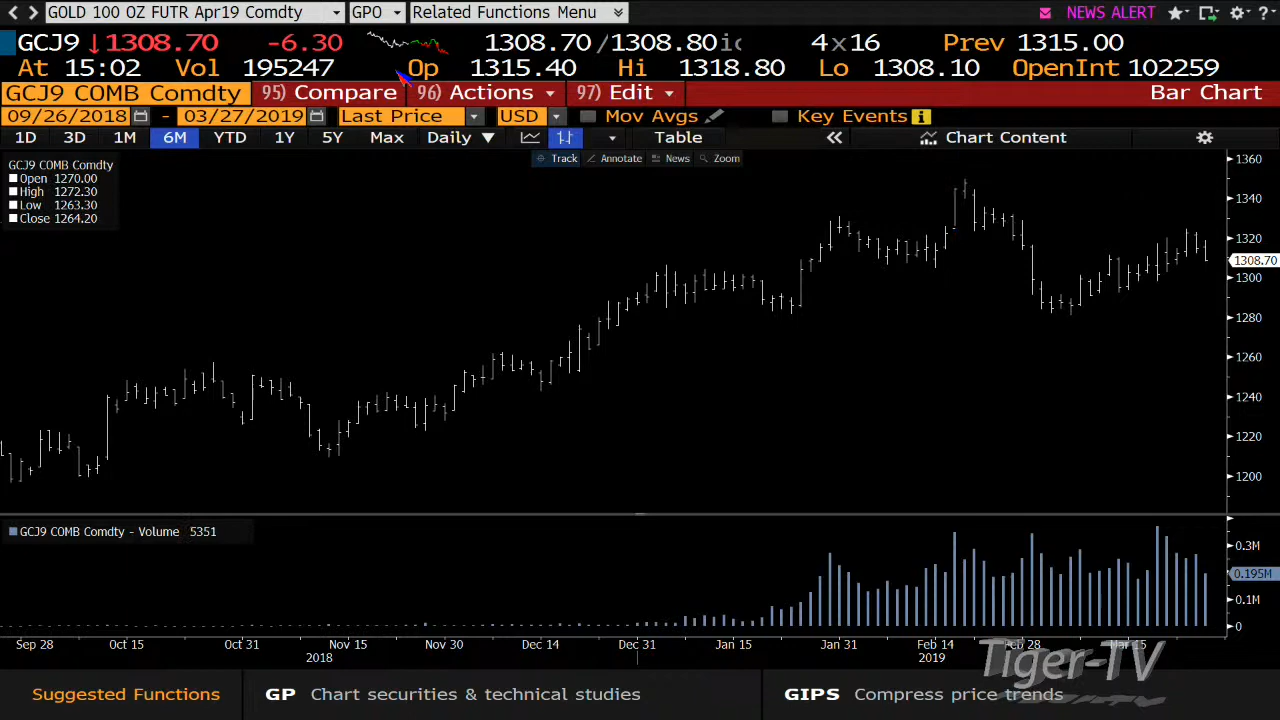 GOLD 100 OZ FUTR Apr19 Comdty GPO Related Functions Menu NEWS ALERT ?
GCJ9 ↓1308.70 -6.30 1308.70 /1308.80 4x16 Prev 1315.00
At 15:02 Vol 195247 Op 1315.40 Hi 1318.80 Lo 1308.10 OpenInt 102259
GCJ9 COMB Comdty 95) Compare 96) Actions 97) Edit Bar Chart
09/26/2018 - 03/27/2019 Last Price USD Mov Avgs Key Events i
1D 3D 1M 6M YTD 1Y 5Y Max Daily Table « Chart Content
Track Annotate News Zoom
GCJ9 COMB Comdty
Open 1270.00
High 1272.30
Low 1263.30
Close 1264.20
1360
1340
1320
1308.70
1300
1280
1260
1240
1220
1200
GCJ9 COMB Comdty - Volume 5351
0.3M
0.195M
0.1M
0
Sep 28 Oct 15 Oct 31 Nov 15 Nov 30 Dec 14 Dec 31 Jan 15 Jan 31 Feb 14 Feb 28 Mar 15
2018 2019
Tiger-TV
Suggested Functions GP Chart securities & technical studies GIPS Compress price trends